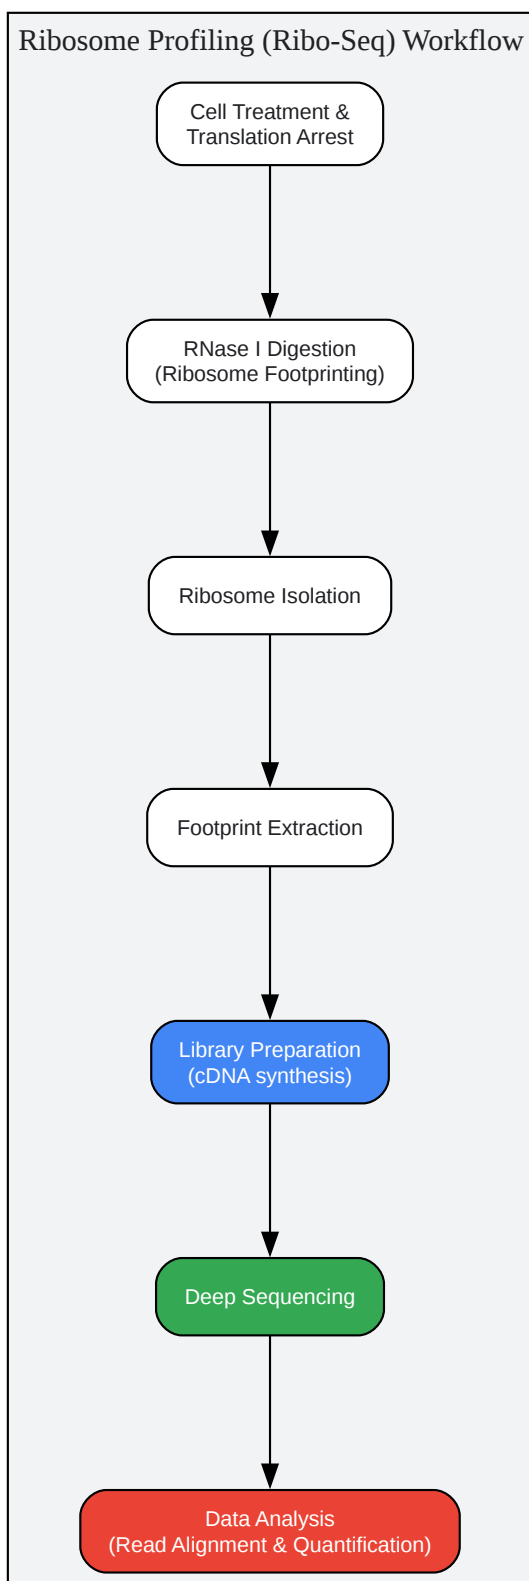 Ribosome Profiling (Ribo-Seq) Workflow
Cell Treatment &
Translation Arrest
RNase I Digestion
(Ribosome Footprinting)
Ribosome Isolation
Footprint Extraction
Library Preparation
(cDNA synthesis)
Deep Sequencing
Data Analysis
(Read Alignment & Quantification)